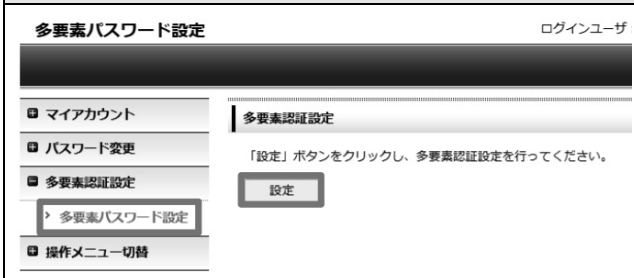 多要素パスワード設定
ログインユーザ:
マイアカウント
パスワード変更
多要素認証設定
多要素パスワード設定
操作メニュー切替
多要素認証設定
「設定」ボタンをクリックし、多要素認証設定を行ってください。
設定